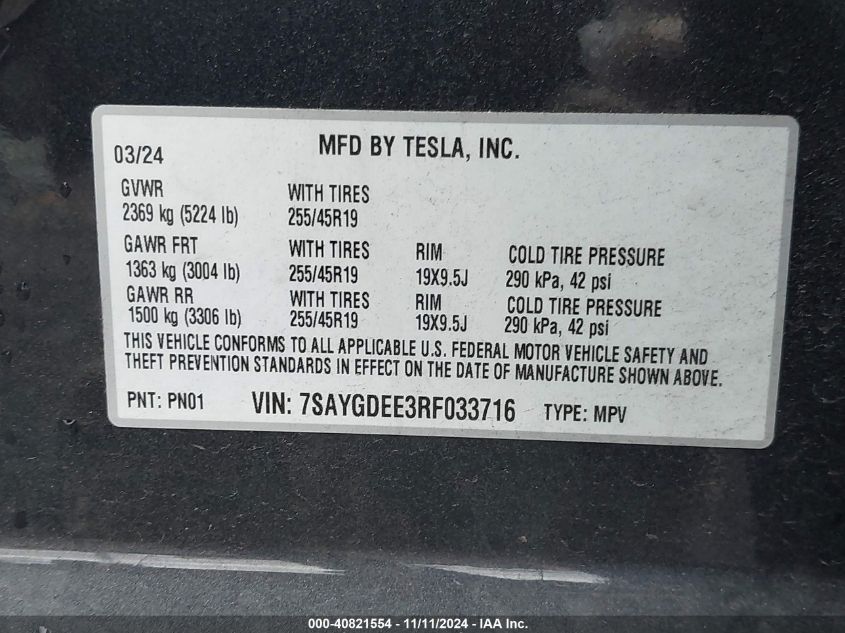 MFD BY TESLA, INC.
03/24
GVWR WITH TIRES
2369 kg (5224 lb) 255/45R19
GAWR FRT WITH TIRES RIM COLD TIRE PRESSURE
1363 kg (3004 lb) 255/45R19 19X9.5J 290 kPa, 42 psi
GAWR RR WITH TIRES RIM COLD TIRE PRESSURE
1500 kg (3306 lb) 255/45R19 19X9.5J 290 kPa, 42 psi
THIS VEHICLE CONFORMS TO ALL APPLICABLE U.S. FEDERAL MOTOR VEHICLE SAFETY AND
THEFT PREVENTION STANDARDS IN EFFECT ON THE DATE OF MANUFACTURE SHOWN ABOVE.
PNT: PN01 VIN: 7SAYGDEE3RF033716 TYPE: MPV
000-40821554 - 11/11/2024 - IAA Inc.